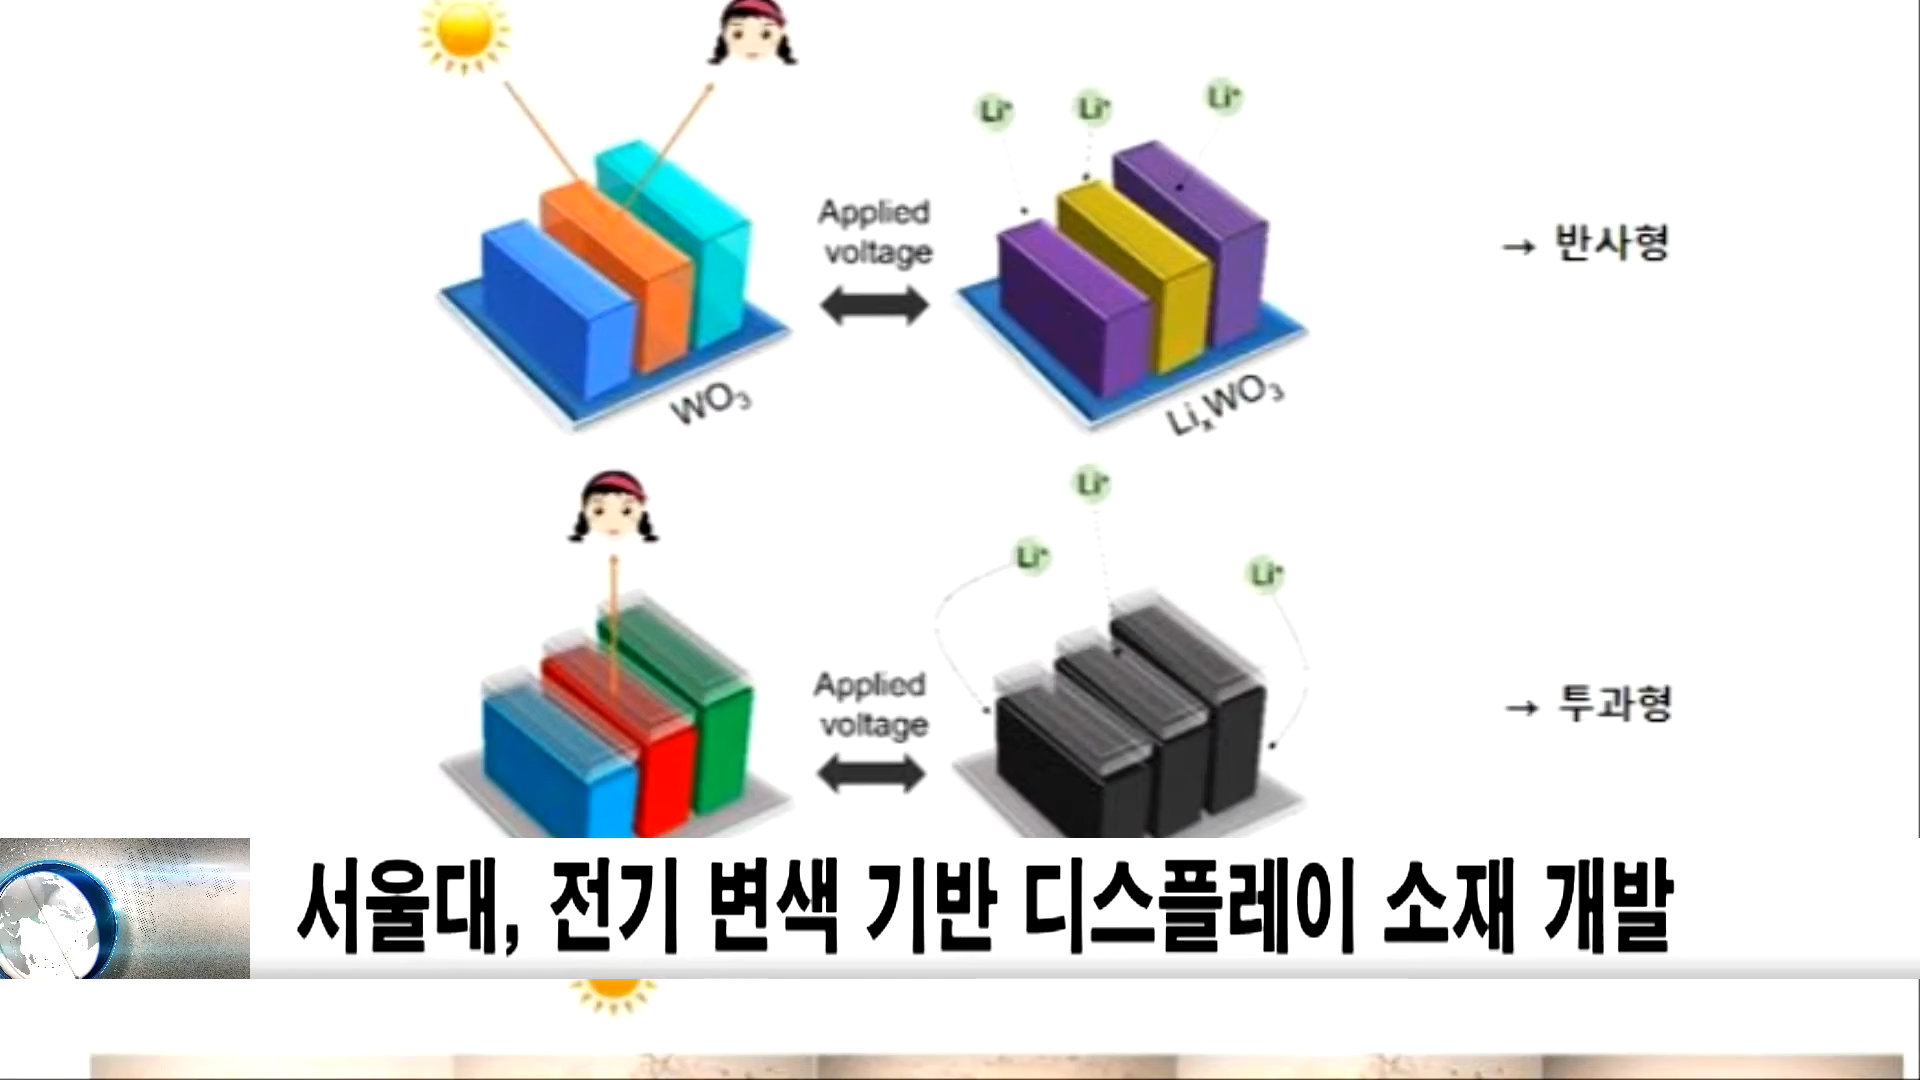 Li⁺ Li⁺ Li⁺
Applied
voltage
→ 반사형
WO₃
LiₓWO₃
Li⁺
Li⁺
Li⁺
Applied
voltage
→ 투과형
서울대, 전기 변색 기반 디스플레이 소재 개발